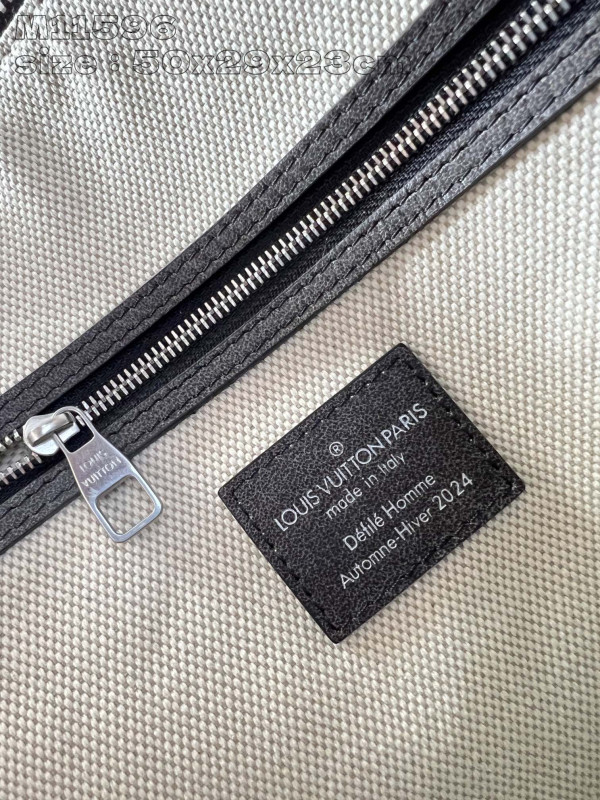 M11596
size : 50x29x23cm
LOUIS
VUITTON
®
LOUIS VUITTON PARIS
made in Italy
Défilé Homme
Automne-Hiver 2024